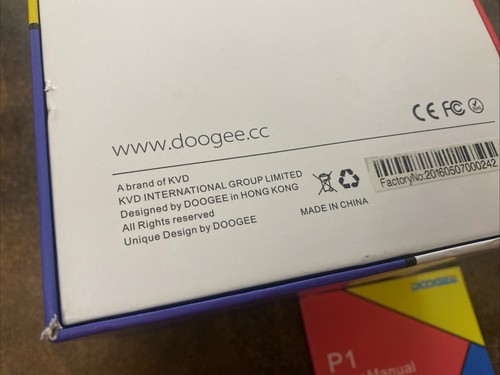 www.doogee.cc
A brand of KVD
KVD INTERNATIONAL GROUP LIMITED
Designed by DOOGEE in HONG KONG
All Rights reserved
Unique Design by DOOGEE
MADE IN CHINA
CE FC
FactoryNo:20160507000242
P1
Manual